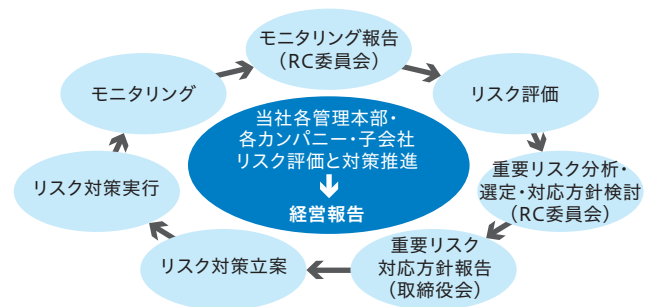 モニタリング報告
（RC委員会）
リスク評価
重要リスク分析・
選定・対応方針検討
（RC委員会）
重要リスク
対応方針報告
（取締役会）
リスク対策立案
リスク対策実行
モニタリング
当社各管理本部・
各カンパニー・子会社
リスク評価と対策推進
経営報告